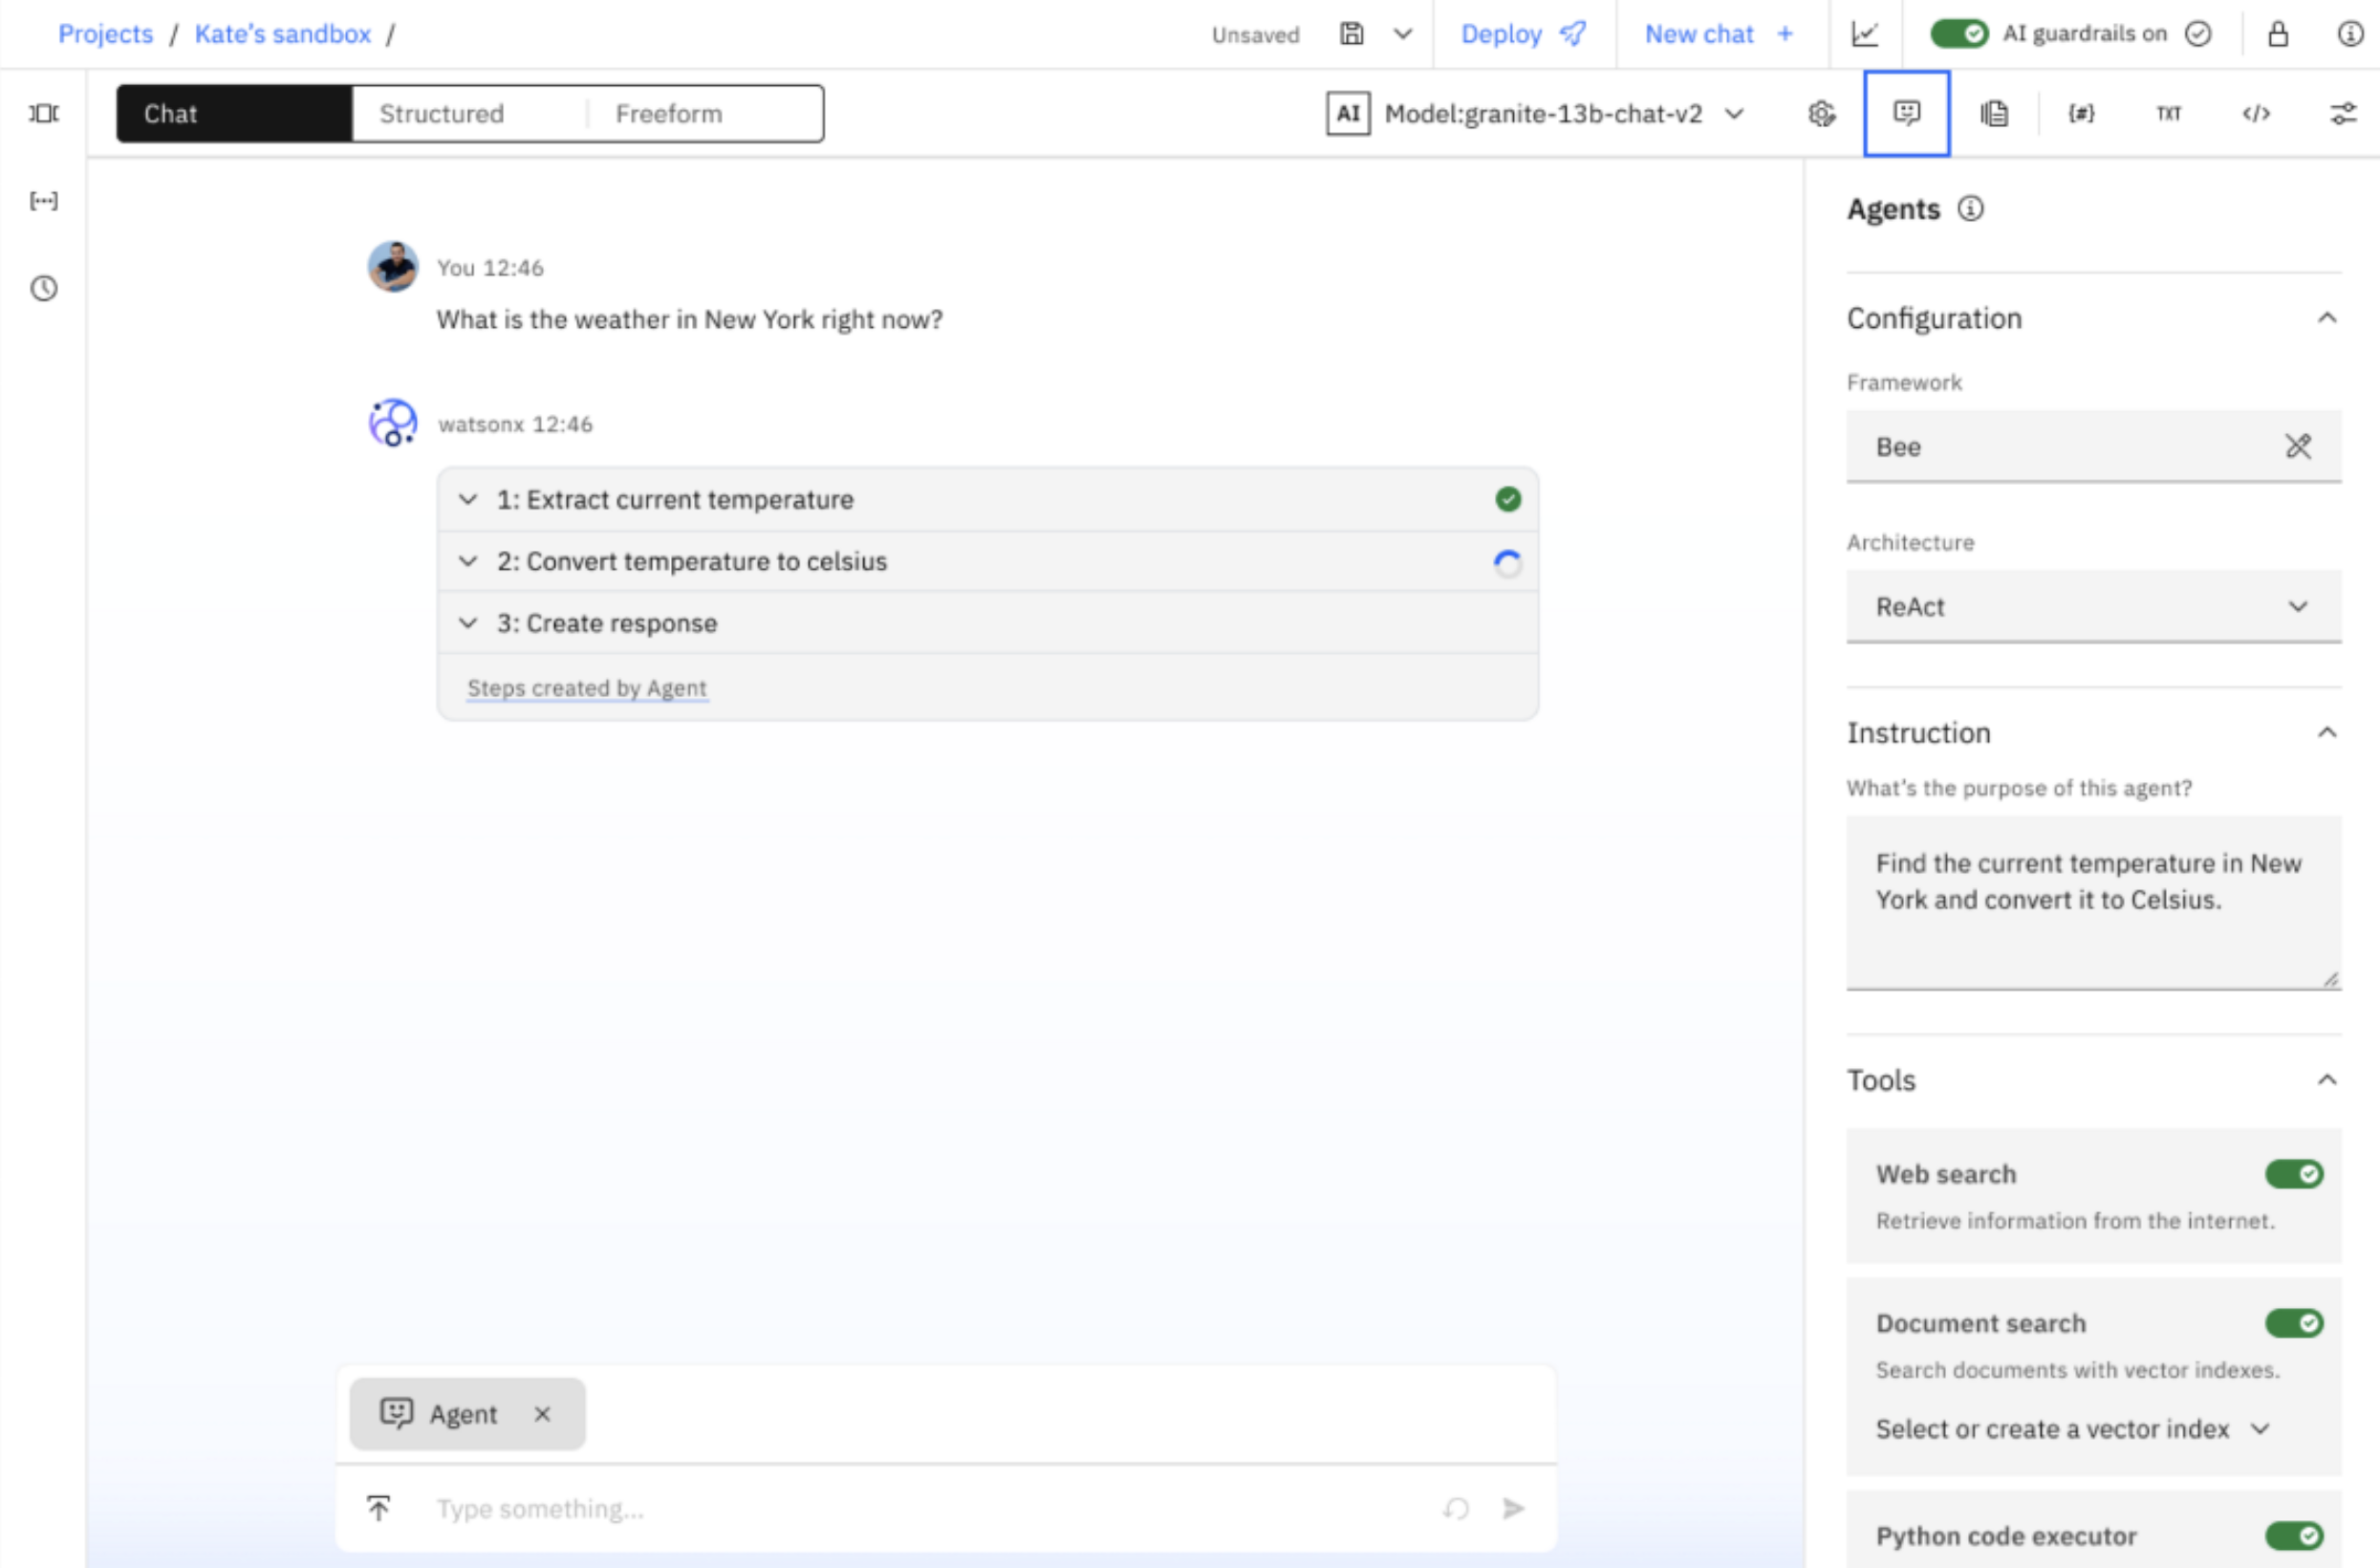 Projects / Kate's sandbox /
Unsaved
Deploy
New chat +
AI guardrails on
Chat
Structured
Freeform
AI Model:granite-13b-chat-v2
{#}
TXT
</>
You 12:46
What is the weather in New York right now?
watsonx 12:46
1: Extract current temperature
2: Convert temperature to celsius
3: Create response
Steps created by Agent
Agent
Type something...
Agents
Configuration
Framework
Bee
Architecture
ReAct
Instruction
What's the purpose of this agent?
Find the current temperature in New
York and convert it to Celsius.
Tools
Web search
Retrieve information from the internet.
Document search
Search documents with vector indexes.
Select or create a vector index
Python code executor